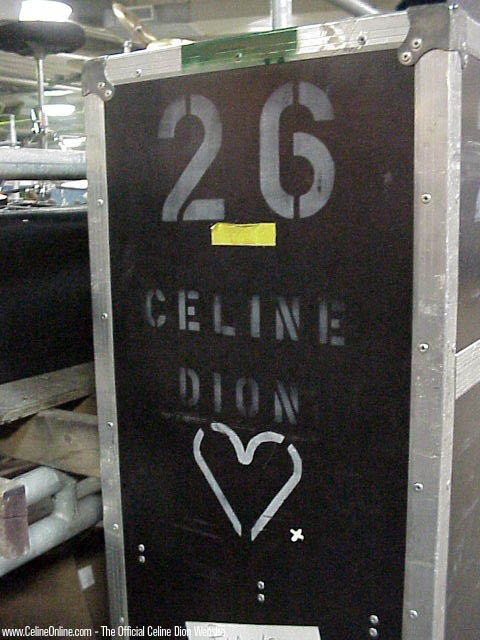 26
CELINE
DION
www.CelineOnline.com - The Official Celine Dion Website